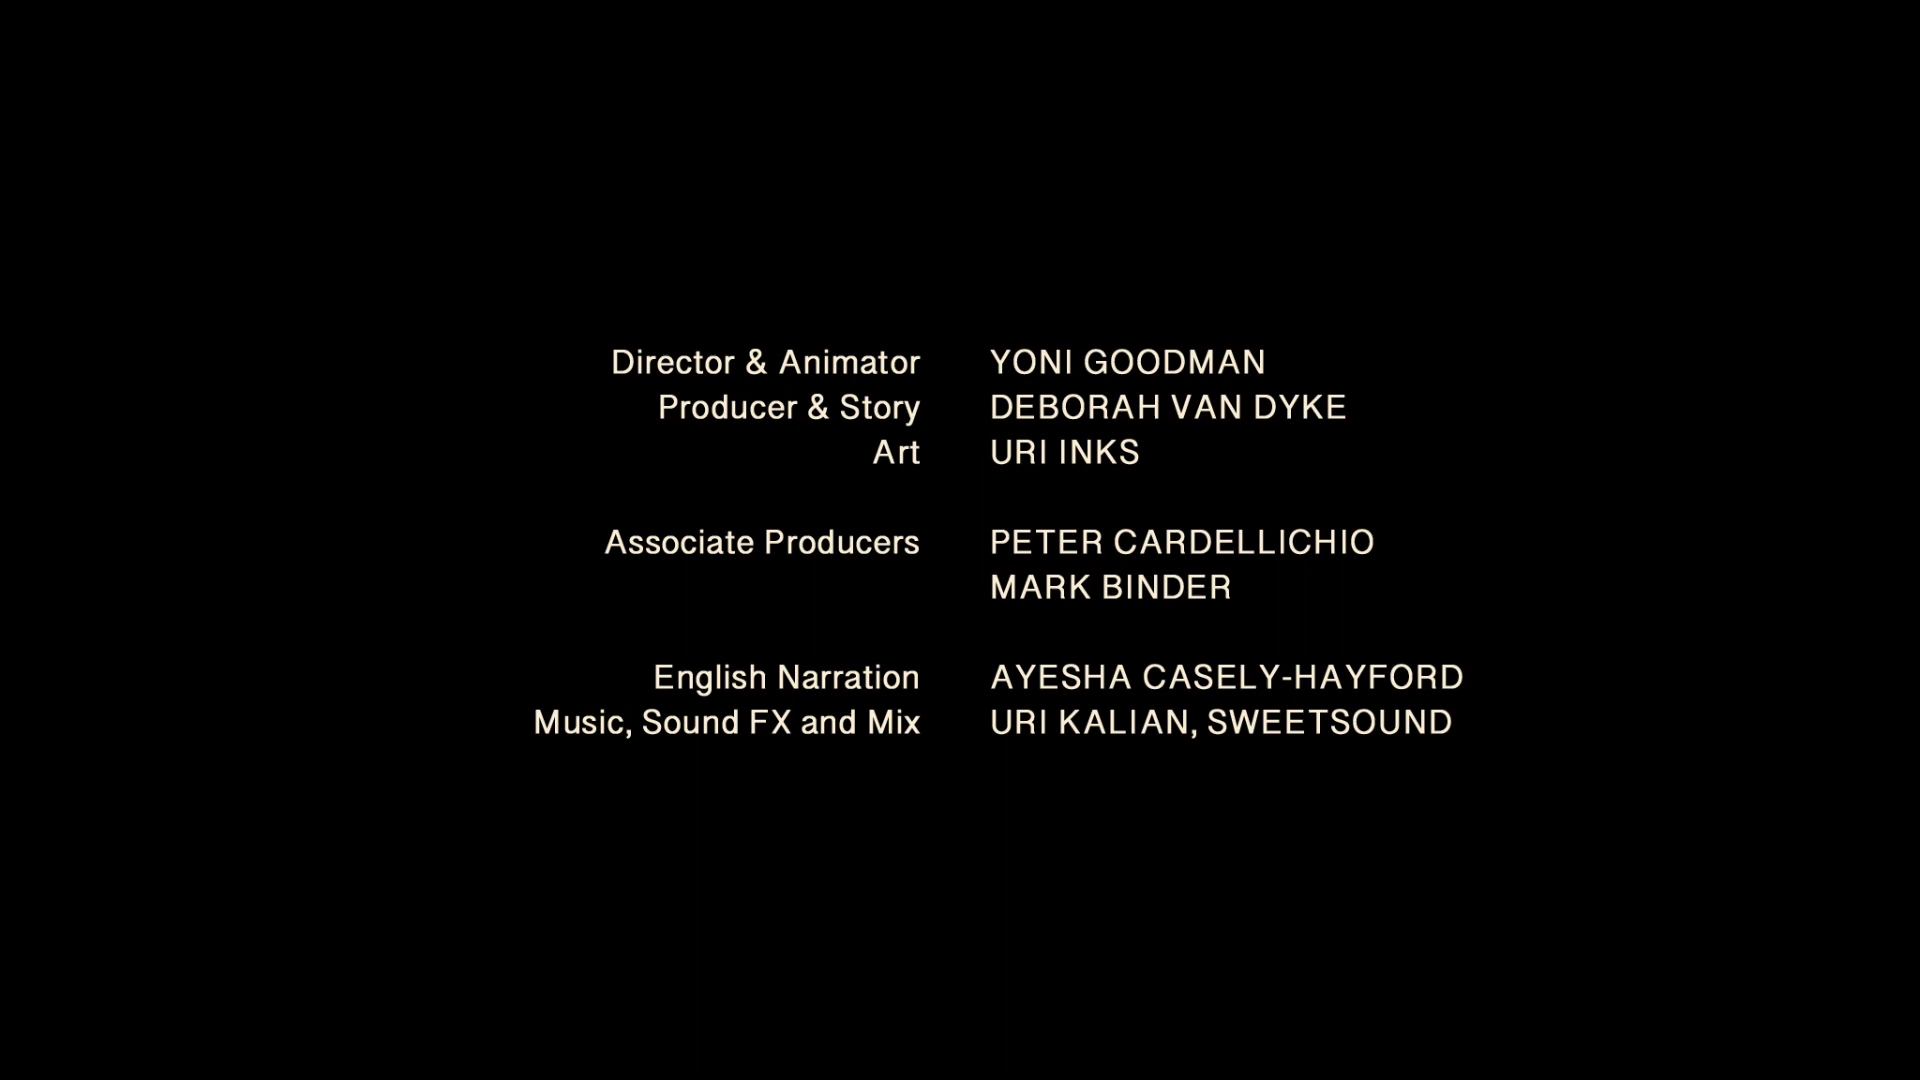 Director & Animator YONI GOODMAN
Producer & Story DEBORAH VAN DYKE
Art URI INKS
Associate Producers PETER CARDELLICHIO
MARK BINDER
English Narration AYESHA CASELY-HAYFORD
Music, Sound FX and Mix URI KALIAN, SWEETSOUND